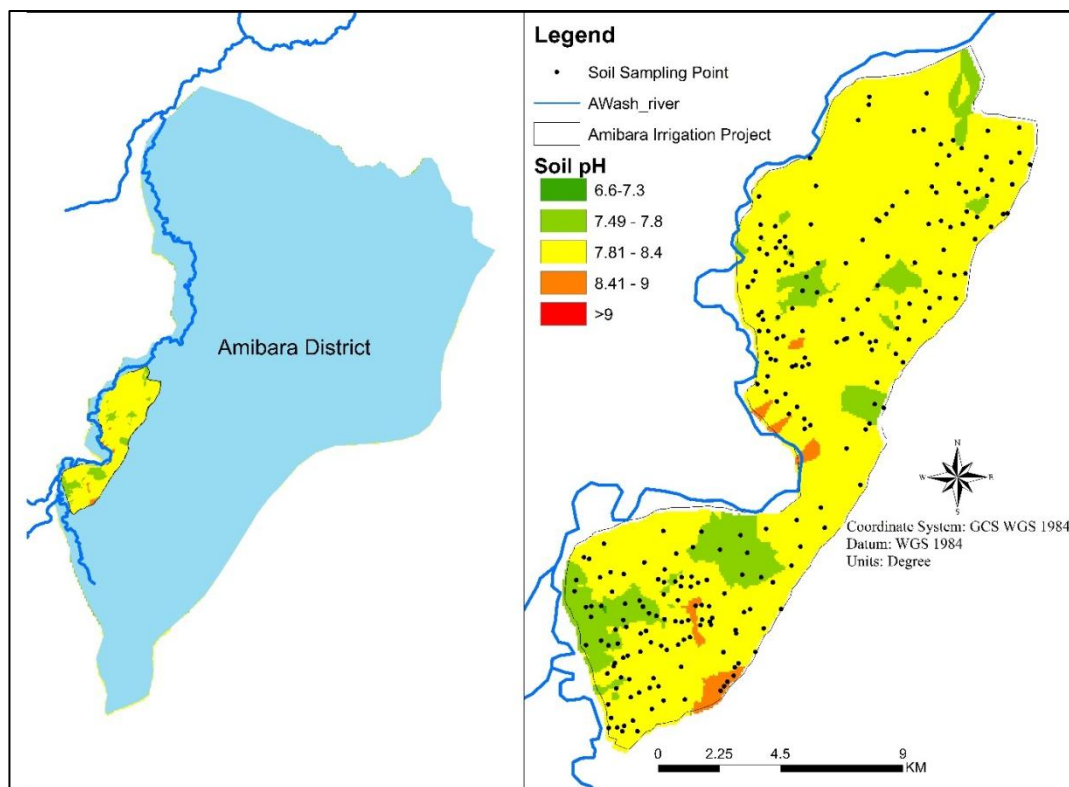 Amibara District
Legend
Soil Sampling Point
AWash_river
Amibara Irrigation Project
Soil pH
6.6-7.3
7.49 - 7.8
7.81 - 8.4
8.41 - 9
>9
N
W
S
Coordinate System: GCS WGS 1984
Datum: WGS 1984
Units: Degree
0 2.25 4.5 9
KM